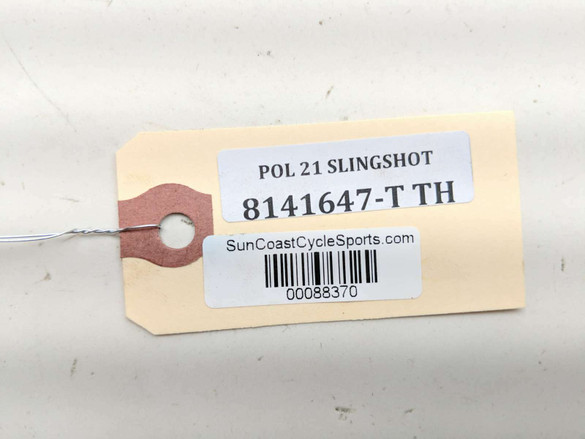 POL 21 SLINGSHOT
8141647-T TH
SunCoastCycleSports.com
00088370